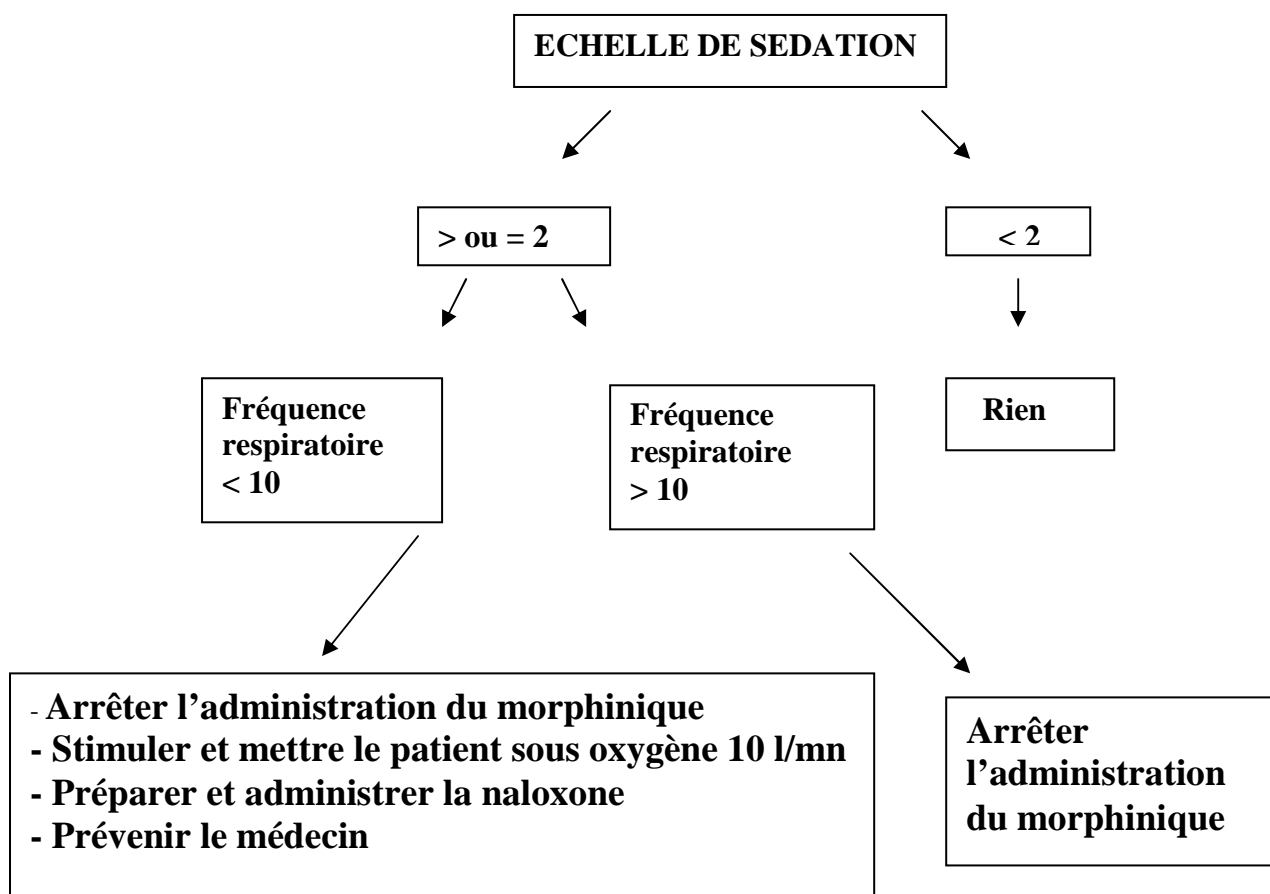 ECHELLE DE SEDATION
> ou = 2
< 2
Fréquence
respiratoire
< 10
Fréquence
respiratoire
> 10
Rien
- Arrêter l’administration du morphinique
- Stimuler et mettre le patient sous oxygène 10 l/mn
- Préparer et administrer la naloxone
- Prévenir le médecin
Arrêter
l’administration
du morphinique